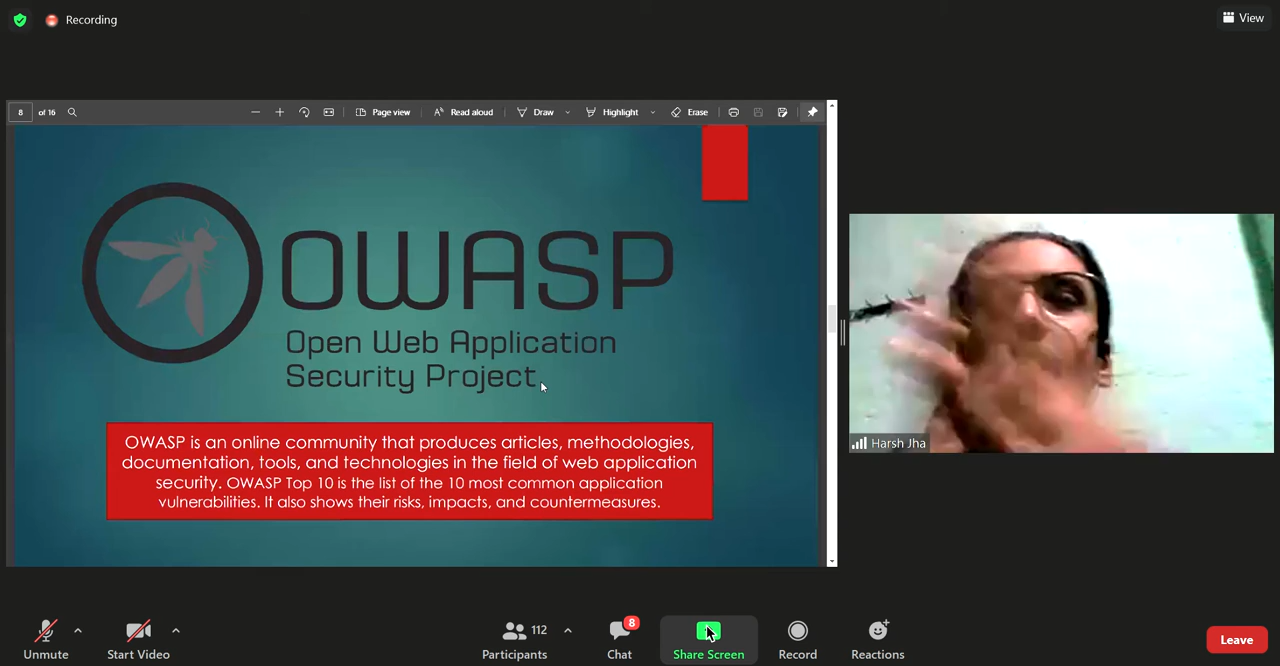 Recording
View
8 of 16
Page view
Read aloud
Draw
Highlight
Erase
OWASP
Open Web Application
Security Project
OWASP is an online community that produces articles, methodologies,
documentation, tools, and technologies in the field of web application
security. OWASP Top 10 is the list of the 10 most common application
vulnerabilities. It also shows their risks, impacts, and countermeasures.
Harsh Jha
Unmute
Start Video
112
Participants
8
Chat
Share Screen
Record
Reactions
Leave